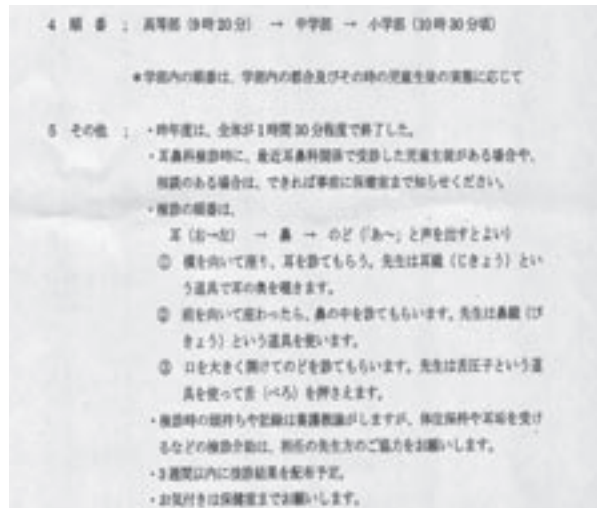 4 順 番 : 高等部(9時20分) → 中学部 → 小学部(10時30分頃)
*学部内の順番は、学部内の都合及びその時の児童生徒の実態に応じて
5 その他 : ・昨年度は、全体が1時間30分程度で終了した。
・耳鼻科検診時に、最近耳鼻科関係で受診した児童生徒がある場合や、
相談のある場合は、できれば事前に保健室まで知らせください。
・検診の順番は、
耳(右→左) → 鼻 → のど(「あ～」と声を出すとよい)
① 横を向いて座り、耳を診てもらう。先生は耳鏡(じきょう)とい
う道具で耳の奥を覗きます。
② 前を向いて座わったら、鼻の中を診てもらいます。先生は鼻鏡(び
きょう)という道具を使います。
③ 口を大きく開けてのどを診てもらいます。先生は舌圧子という道
具を使って舌(べろ)を押さえます。
・検診時の 記録は養護教諭がしますが、体位保持や耳垢を受け
るなどの検診介助は、担任の先生方のご協力をお願いします。
・3週間以内に検診結果を配布予定。
・お気付きは保健室までお願いします。